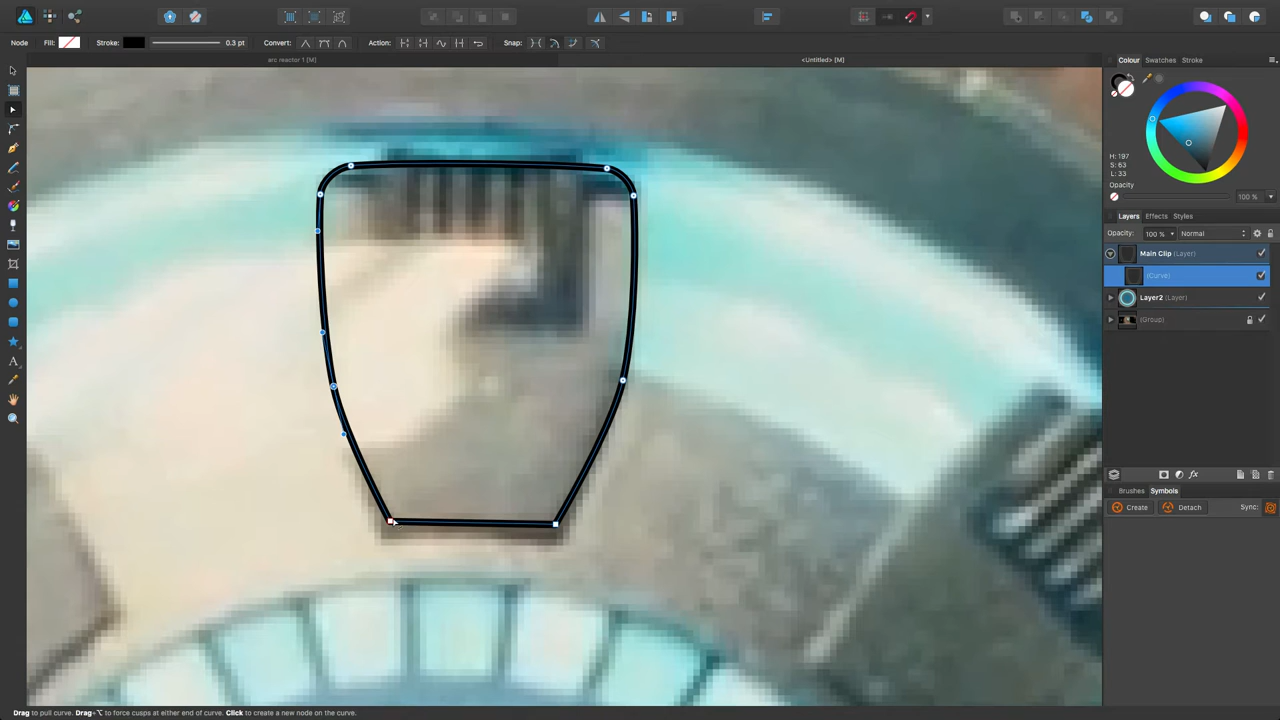 Node
Fill:
Stroke:
0.3 pt
Convert:
Action:
Snap:
arc reactor 1 [M]
<Untitled> [M]
Colour
Swatches
Stroke
H: 197
S: 63
L: 33
Opacity
100 %
Layers
Effects
Styles
Opacity:
100 %
Normal
Main Clip (Layer)
(Curve)
Layer2 (Layer)
(Group)
fx
Brushes
Symbols
Create
Detach
Sync:
A
Drag to pull curve. Drag+⌥ to force cusps at either end of curve. Click to create a new node on the curve.